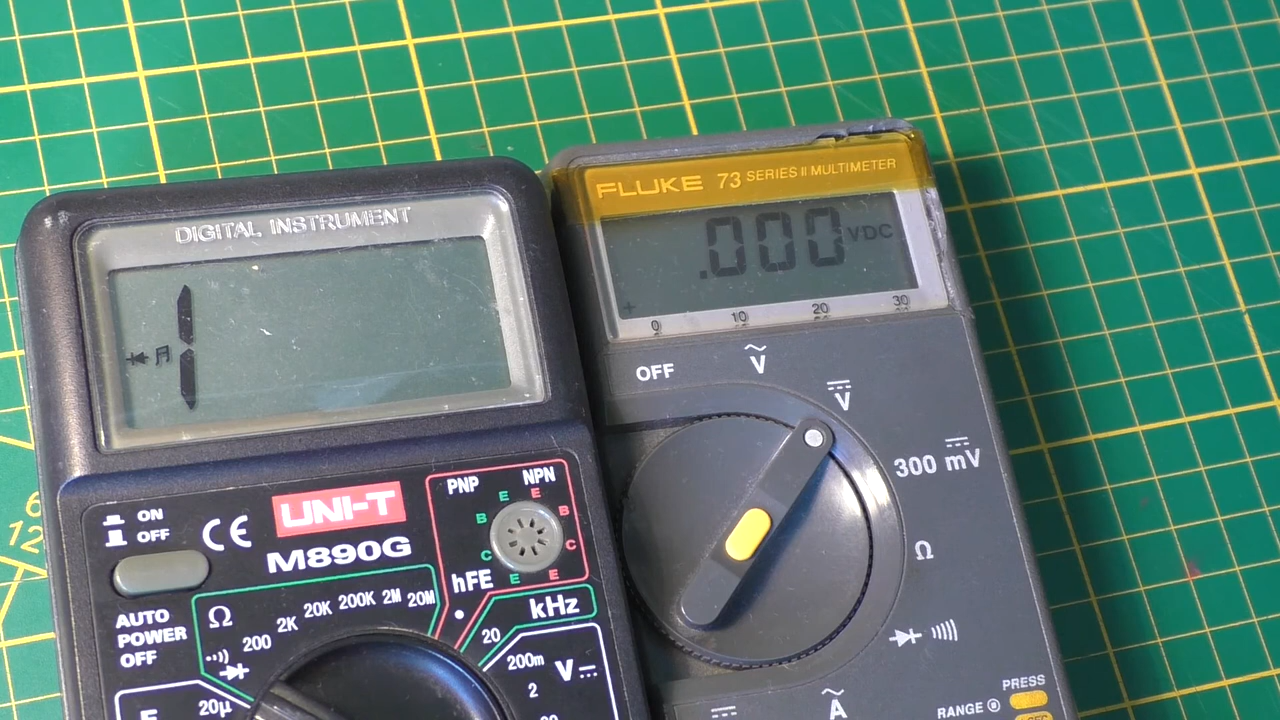 DIGITAL INSTRUMENT
1
ON
OFF
CE
UNI-T
M890G
AUTO
POWER
OFF
Ω
200
2K
20K
200K
2M
20M
20µ
PNP
NPN
E
E
B
B
C
C
E
E
hFE
kHz
20
200m
V
2
20
FLUKE 73 SERIES II MULTIMETER
.000 VDC
0 10 20 30
OFF
V
V
300 mV
Ω
A
PRESS
RANGE